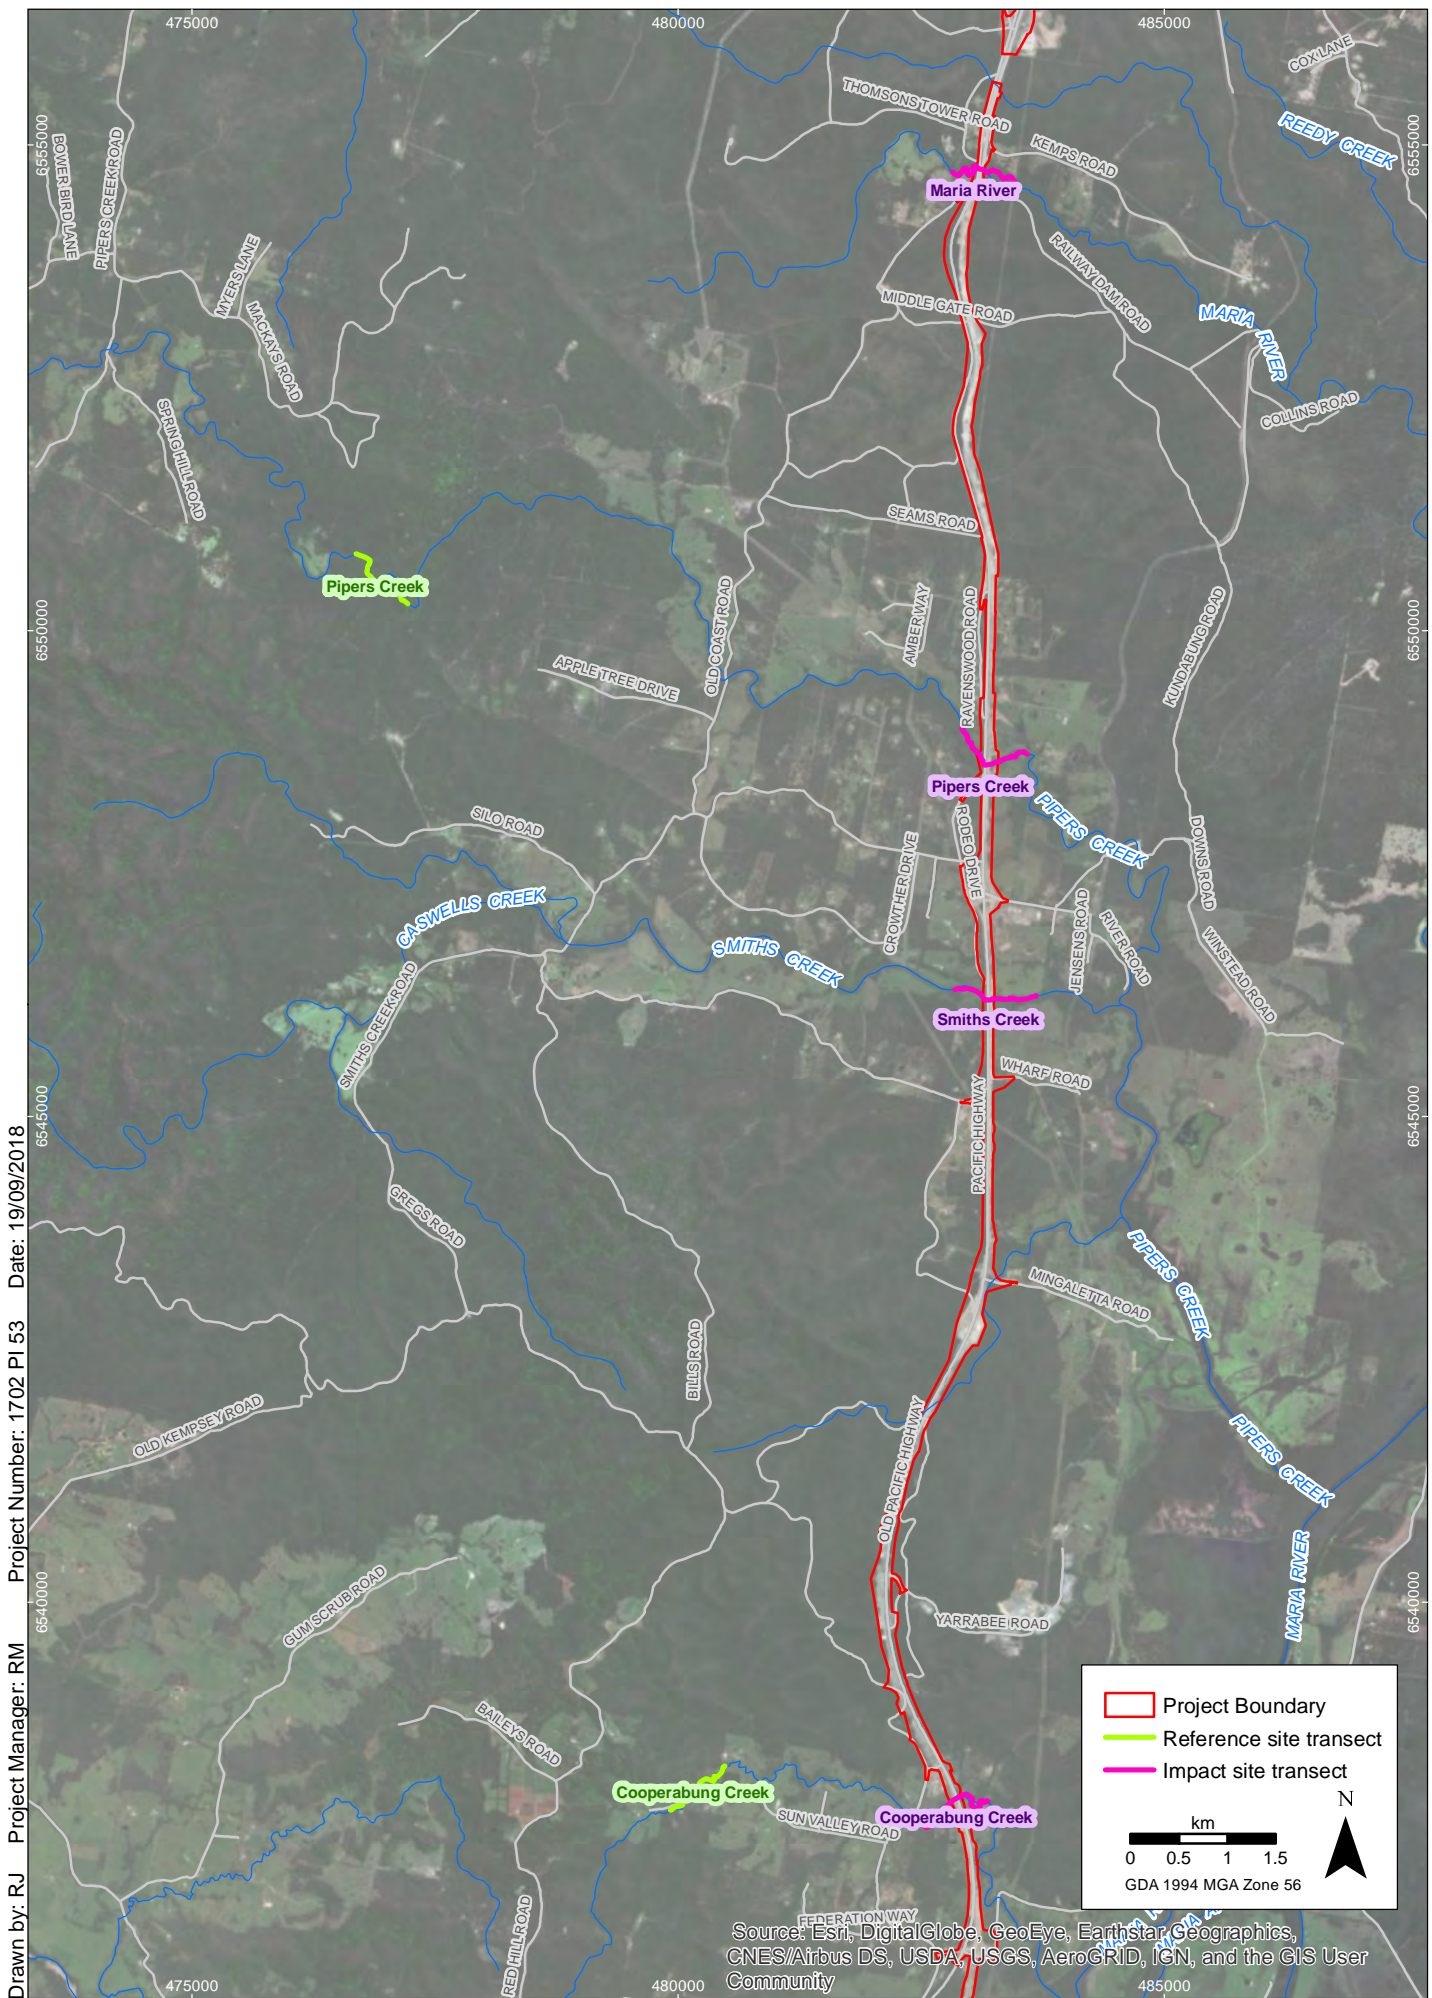 475000
480000
485000
COX LANE
THOMSONS TOWER ROAD
REEDY CREEK
6555000
6555000
BOWER BIRD LANE
PIPERS CREEK ROAD
KEMPS ROAD
Maria River
MYERS LANE
RAILWAY DAM ROAD
MIDDLE GATE ROAD
MARIA RIVER
MACKAYS ROAD
COLLINS ROAD
SPRING HILL ROAD
SEAMS ROAD
Pipers Creek
OLD COAST ROAD
AMBER WAY
RAVENSWOOD ROAD
KUNDABUNG ROAD
6550000
6550000
APPLE TREE DRIVE
Pipers Creek
PIPERS CREEK
SILO ROAD
RODEO DRIVE
CROWTHER DRIVE
DOWNS ROAD
CASWELLS CREEK
SMITHS CREEK
JENSENS ROAD
RIVER ROAD
WINSTEAD ROAD
SMITHS CREEK ROAD
Smiths Creek
WHARF ROAD
PACIFIC HIGHWAY
6545000
6545000
GREGS ROAD
PIPERS CREEK
MINGALETTA ROAD
BILLS ROAD
OLD KEMPSEY ROAD
OLD PACIFIC HIGHWAY
PIPERS CREEK
MARIA RIVER
GUM SCRUB ROAD
6540000
6540000
YARRABEE ROAD
BAILEYS ROAD
Cooperabung Creek
SUN VALLEY ROAD
Cooperabung Creek
RED HILL ROAD
FEDERATION WAY
Project Boundary
Reference site transect
Impact site transect
N
km
0 0.5 1 1.5
GDA 1994 MGA Zone 56
Source: Esri, DigitalGlobe, GeoEye, Earthstar Geographics,
CNES/Airbus DS, USDA, USGS, AeroGRID, IGN, and the GIS User
Community
475000
480000
485000
Drawn by: RJ Project Manager: RM Project Number: 1702 PI 53 Date: 19/09/2018